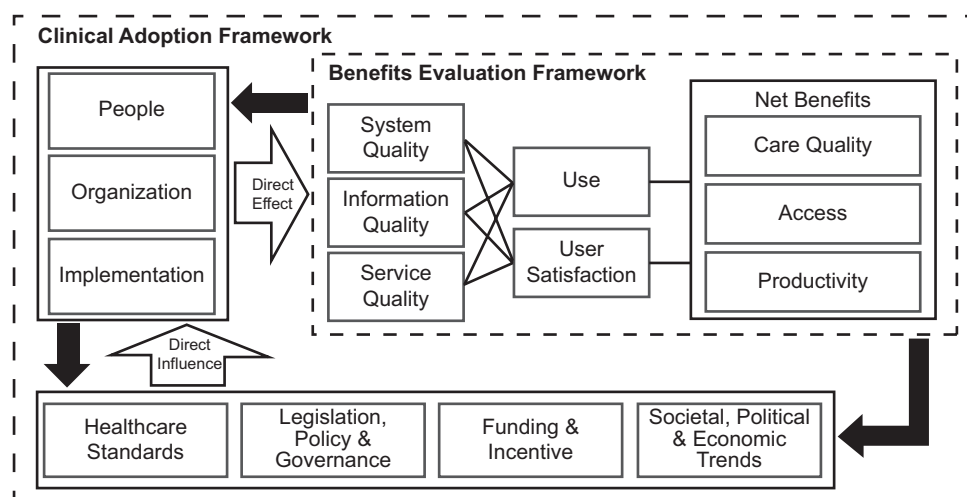 Clinical Adoption Framework
People
Organization
Implementation
Direct
Effect
Direct
Influence
Benefits Evaluation Framework
System
Quality
Information
Quality
Service
Quality
Use
User
Satisfaction
Net Benefits
Care Quality
Access
Productivity
Healthcare
Standards
Legislation,
Policy &
Governance
Funding &
Incentive
Societal, Political
& Economic
Trends